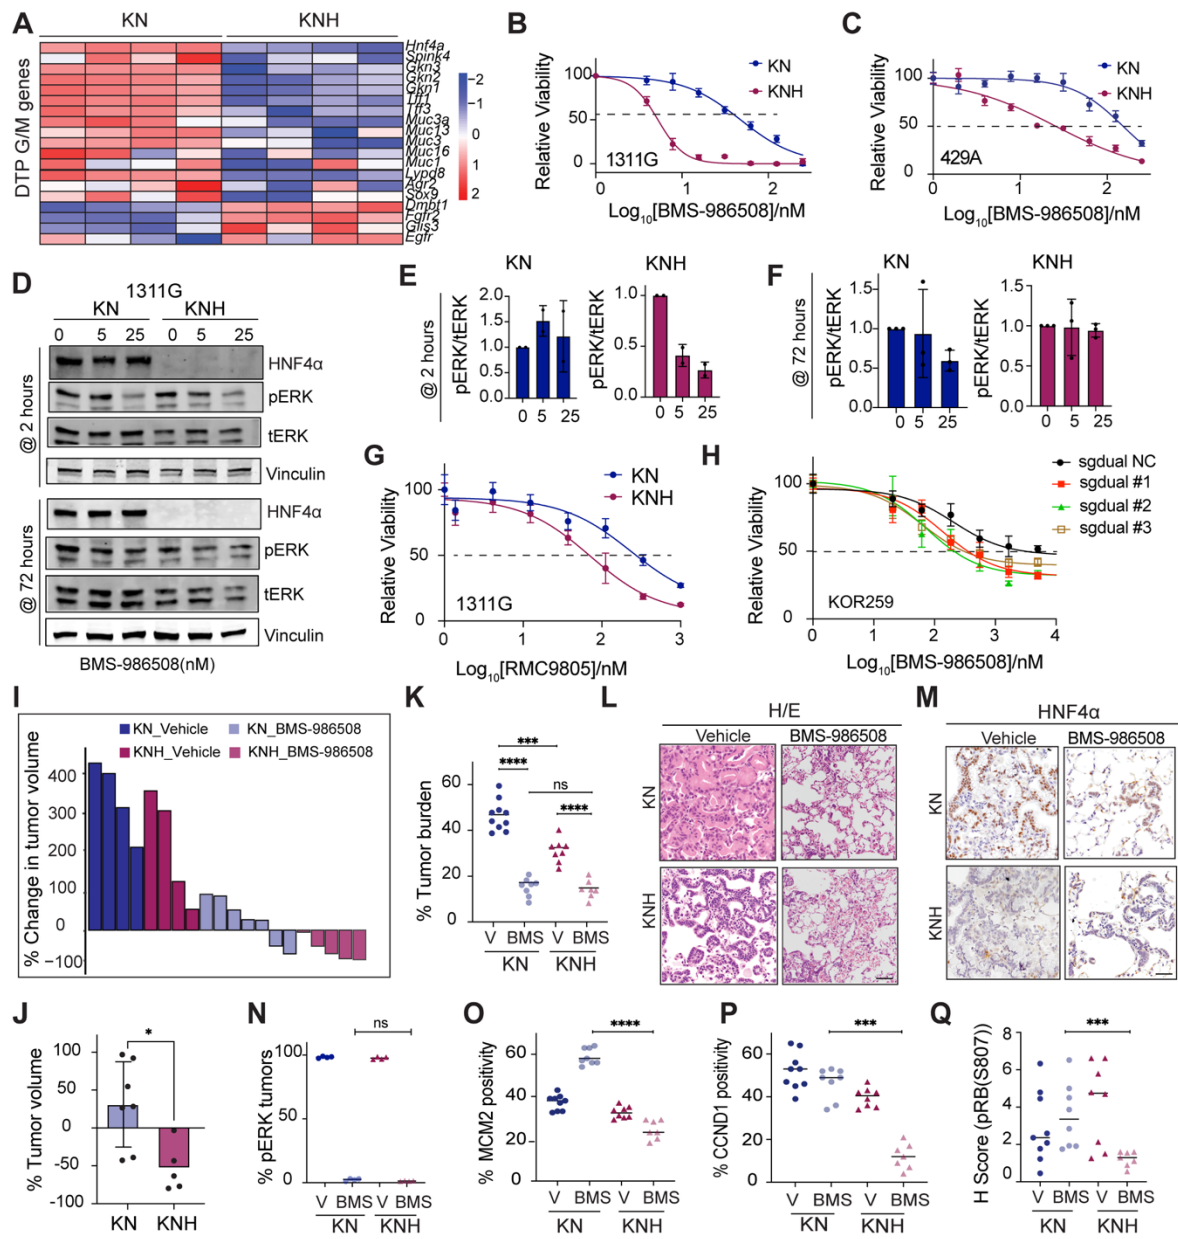 A
KN
KNH
DTP G/M genes
Hnf4a
Spink4
Gkn3
Gkn2
Gkn1
Tff1
Tff3
Muc3a
Muc13
Muc3
Muc16
Muc1
Lypd8
Agr2
Sox9
Dmbt1
Fgfr2
Glis3
Egfr
−2
−1
0
1
2
B
Relative Viability
100
50
0
KN
KNH
1311G
0 1 2
Log10[BMS-986508]/nM
C
Relative Viability
100
50
0
KN
KNH
429A
0 1 2
Log10[BMS-986508]/nM
D
1311G
KN KNH
0 5 25 0 5 25
@ 2 hours
HNF4α
pERK
tERK
Vinculin
@ 72 hours
HNF4α
pERK
tERK
Vinculin
BMS-986508(nM)
E
@ 2 hours
KN
pERK/tERK
2.0
1.5
1.0
0.5
0.0
0 5 25
KNH
pERK/tERK
1.0
0.5
0.0
0 5 25
F
@ 72 hours
KN
pERK/tERK
1.5
1.0
0.5
0.0
0 5 25
KNH
pERK/tERK
1.5
1.0
0.5
0.0
0 5 25
G
Relative Viability
100
50
0
KN
KNH
1311G
0 1 2 3
Log10[RMC9805]/nM
H
Relative Viability
100
50
0
sgdual NC
sgdual #1
sgdual #2
sgdual #3
KOR259
0 1 2 3 4
Log10[BMS-986508]/nM
I
KN_Vehicle KN_BMS-986508
KNH_Vehicle KNH_BMS-986508
% Change in tumor volume
400
300
200
100
0
−100
K
% Tumor burden
60
40
20
0
***
****
ns
****
V BMS V BMS
KN KNH
L
H/E
Vehicle BMS-986508
KN
KNH
M
HNF4α
Vehicle BMS-986508
KN
KNH
J
% Tumor volume
100
50
0
-50
-100
*
KN KNH
N
% pERK tumors
100
50
0
ns
V BMS V BMS
KN KNH
O
% MCM2 positivity
60
40
20
0
****
V BMS V BMS
KN KNH
P
% CCND1 positivity
60
40
20
0
***
V BMS V BMS
KN KNH
Q
H Score (pRB(S807))
8
6
4
2
0
***
V BMS V BMS
KN KNH